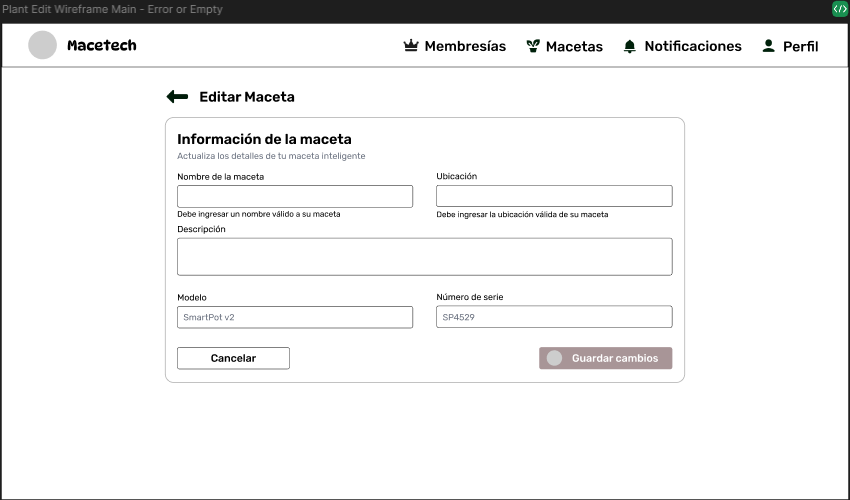 Plant Edit Wireframe Main - Error or Empty
Macetech
Membresías
Macetas
Notificaciones
Perfil
Editar Maceta
Información de la maceta
Actualiza los detalles de tu maceta inteligente
Nombre de la maceta
Ubicación
Debe ingresar un nombre válido a su maceta
Debe ingresar la ubicación válida de su maceta
Descripción
Modelo
Número de serie
SmartPot v2
SP4529
Cancelar
Guardar cambios